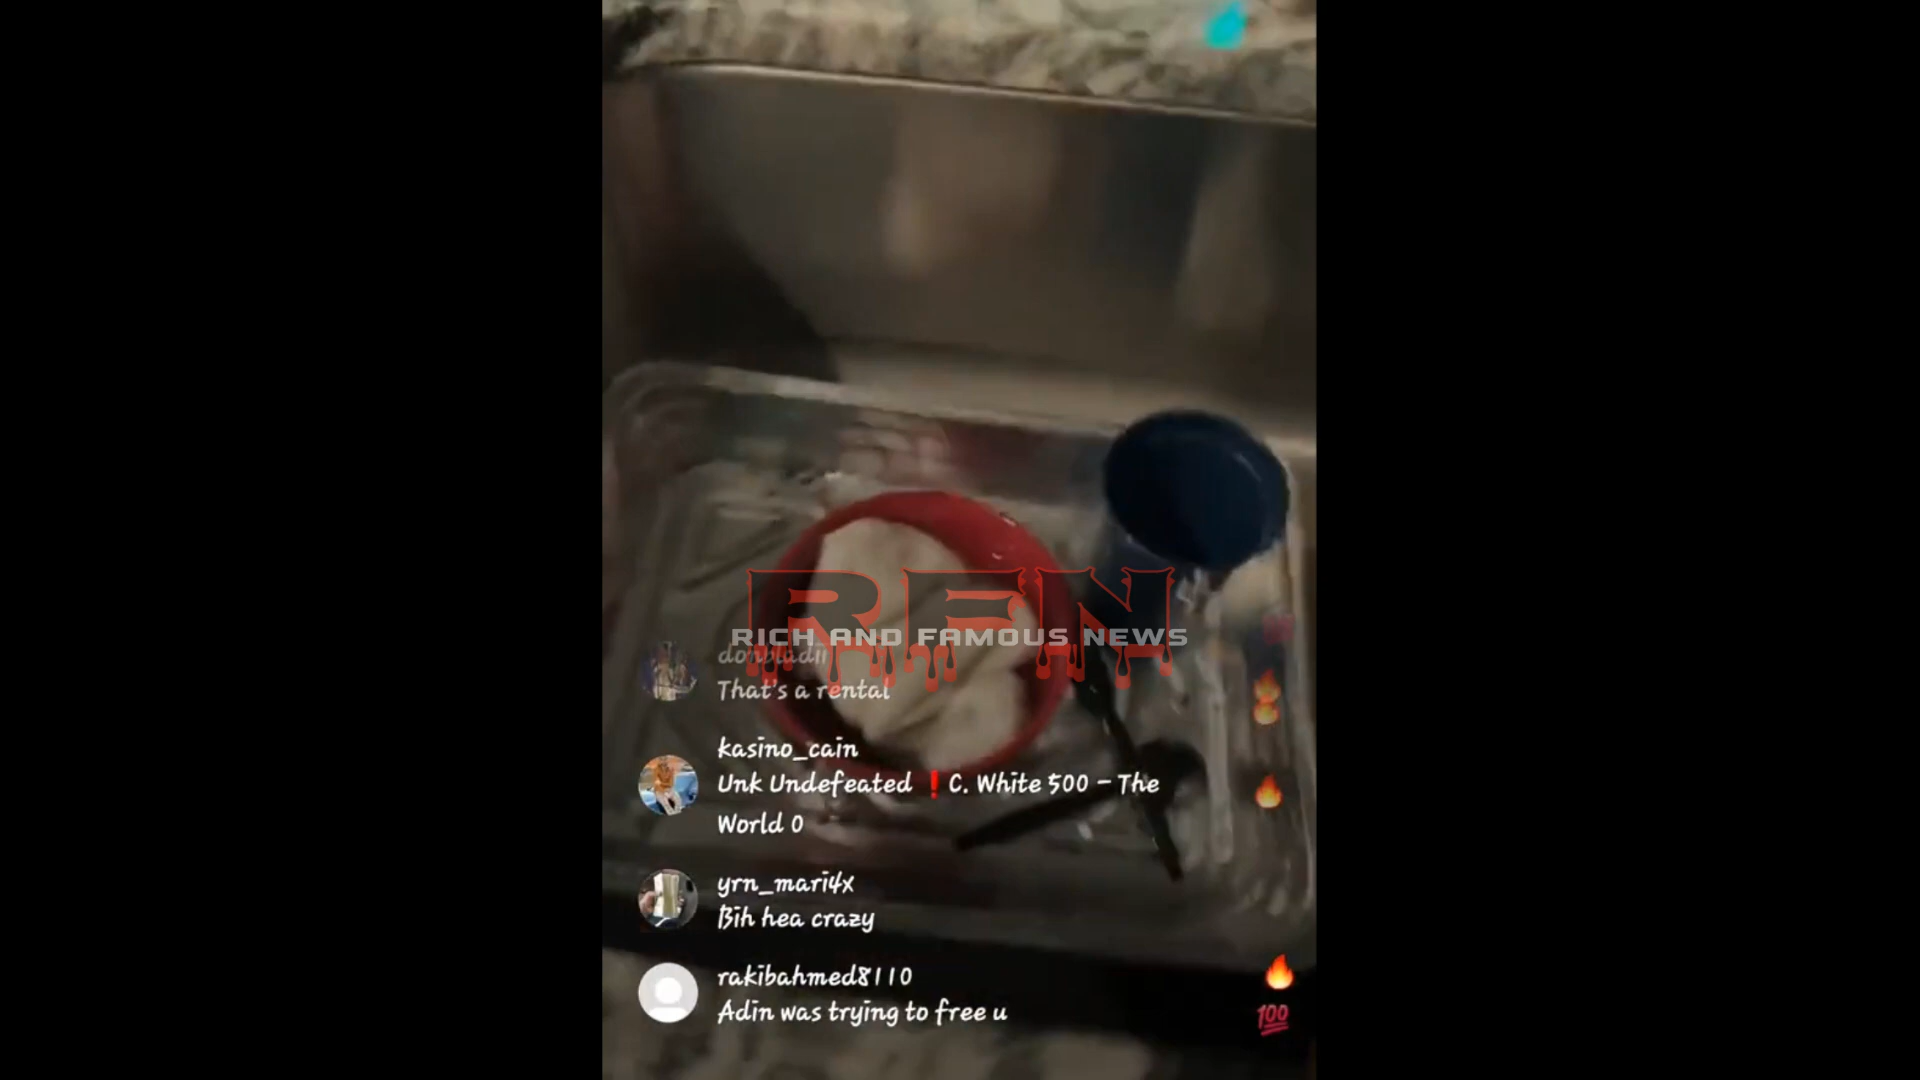 RFN
RICH AND FAMOUS NEWS
donbladii
That's a rental
kasino_cain
Unk Undefeated ❗C. White 500 – The
World 0
yrn_mari4x
Bih hea crazy
rakibahmed8110
Adin was trying to free u
💯